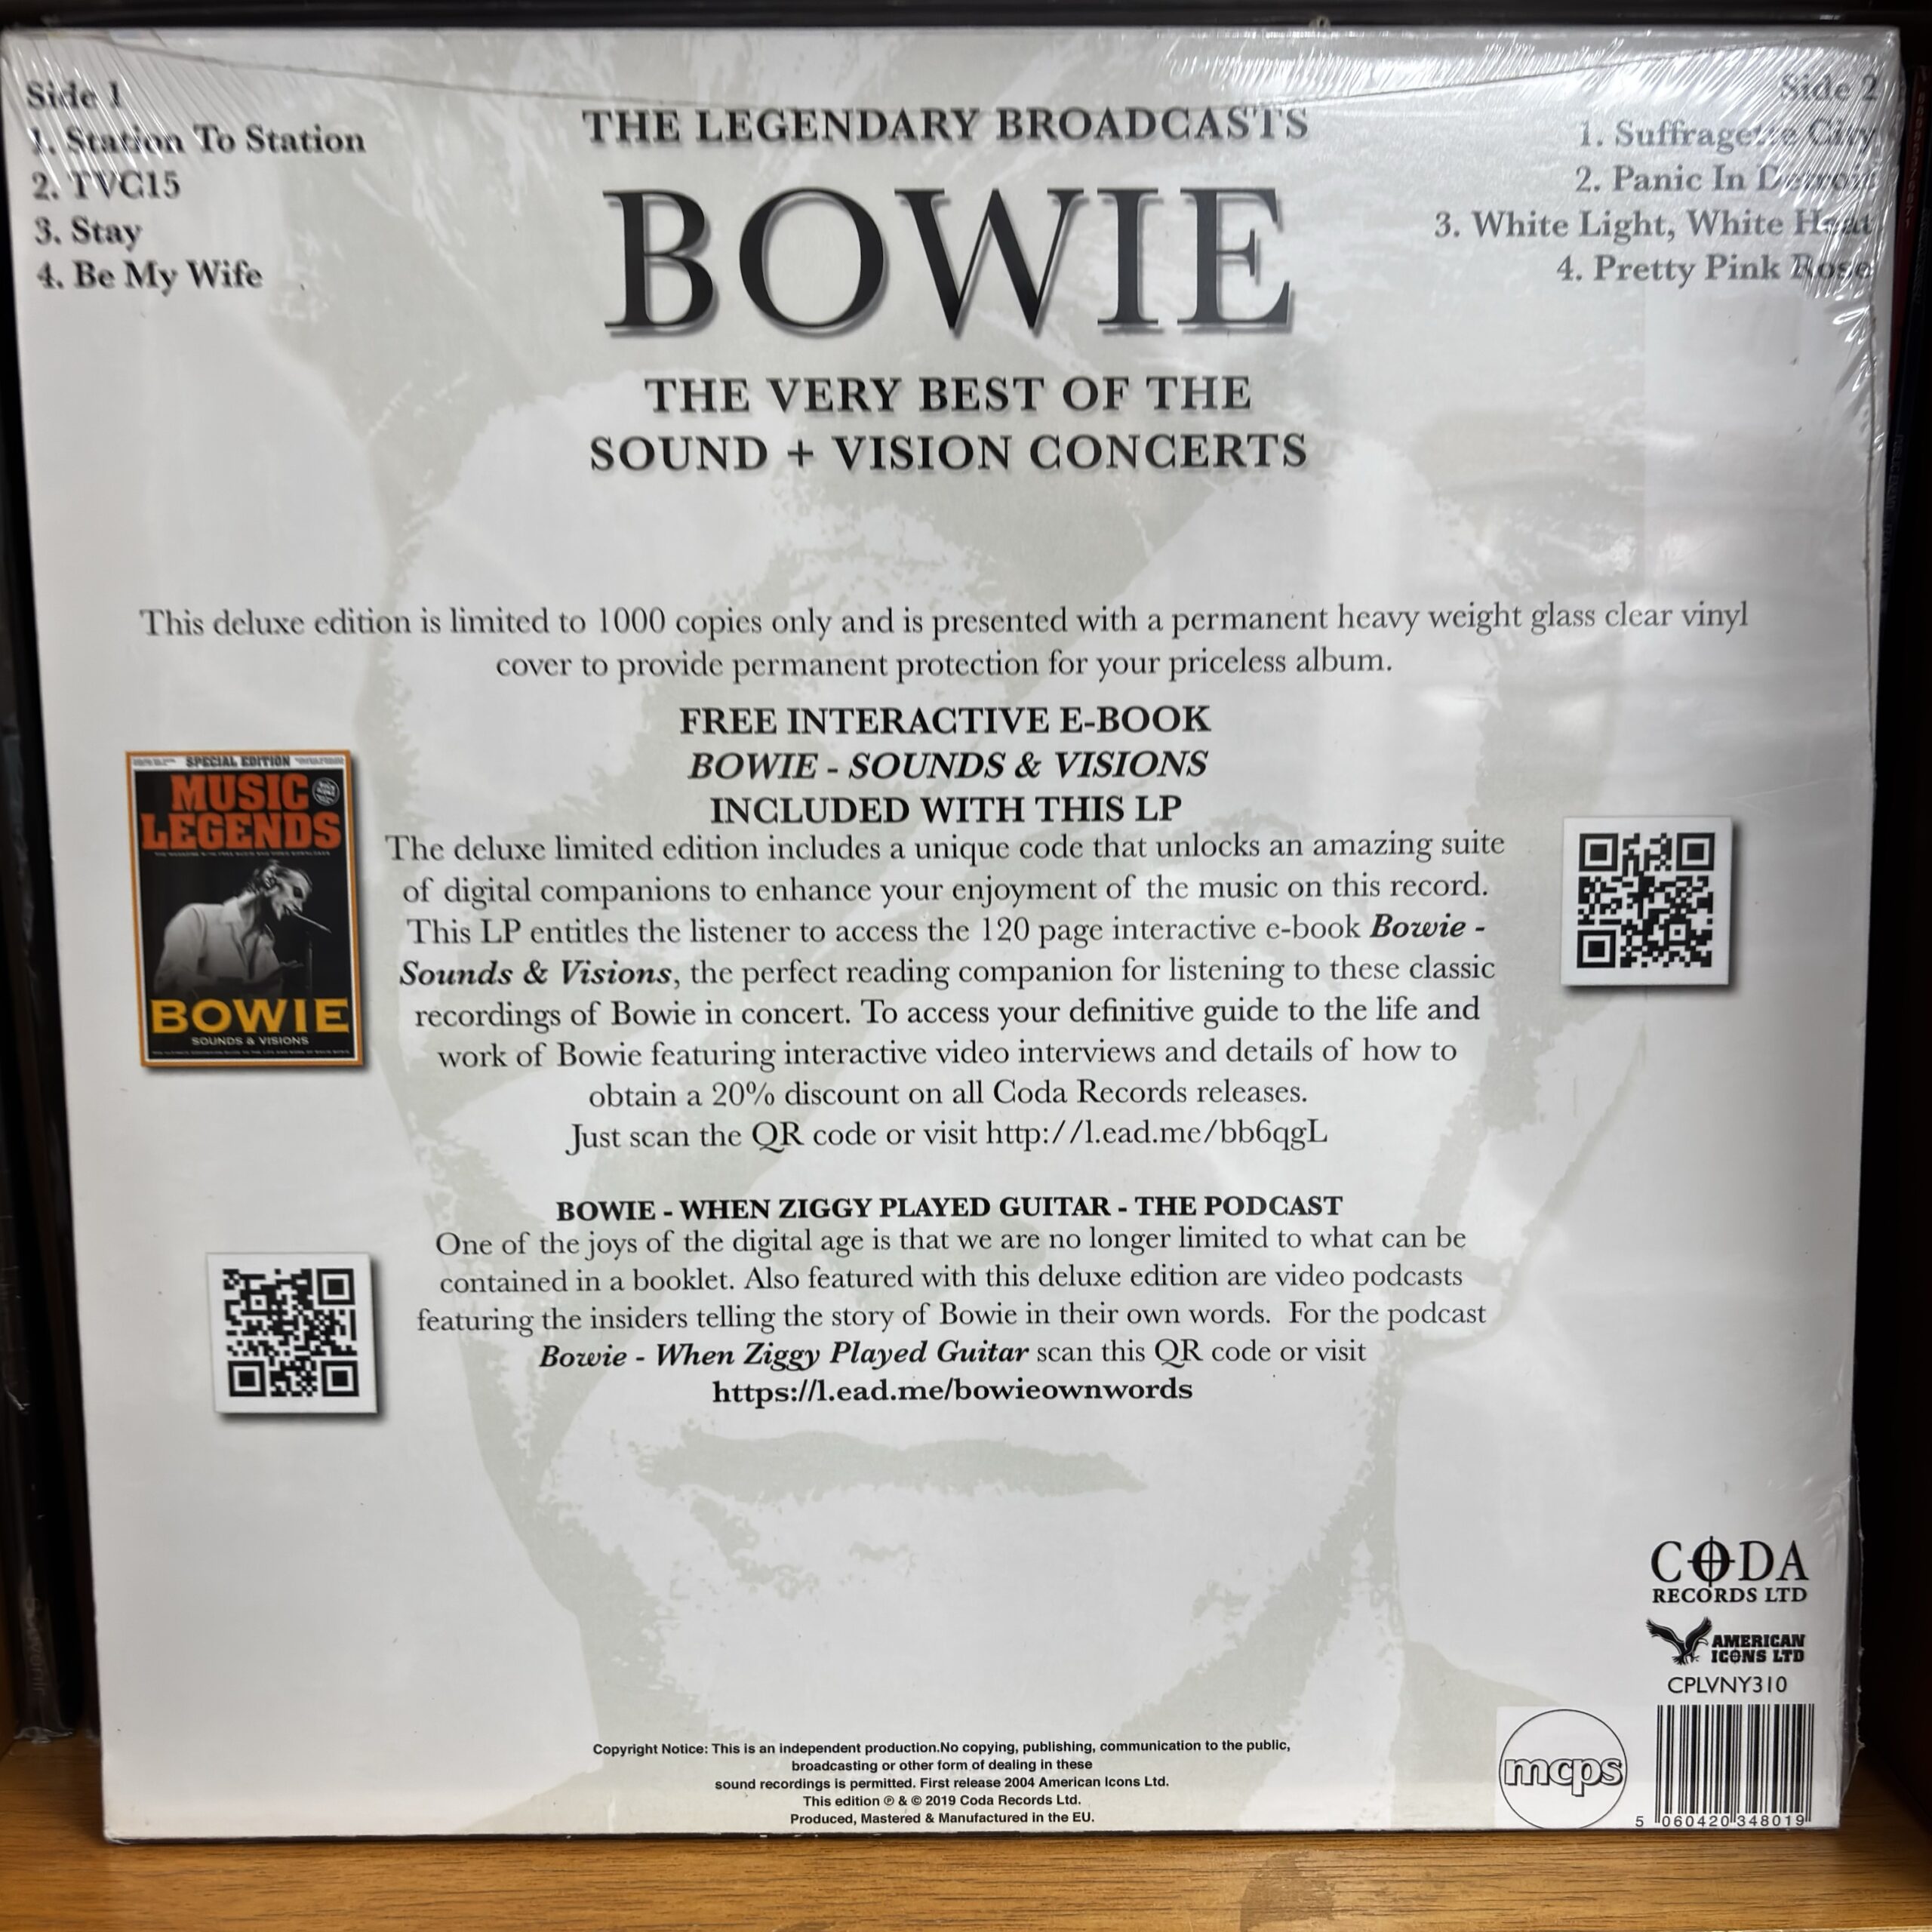 Side 1
1. Station To Station
2. TVC15
3. Stay
4. Be My Wife
THE LEGENDARY BROADCASTS
BOWIE
THE VERY BEST OF THE
SOUND + VISION CONCERTS
Side 2
1. Suffragette City
2. Panic In Detroit
3. White Light, White Heat
4. Pretty Pink Rose
This deluxe edition is limited to 1000 copies only and is presented with a permanent heavy weight glass clear vinyl
cover to provide permanent protection for your priceless album.
FREE INTERACTIVE E-BOOK
BOWIE - SOUNDS & VISIONS
INCLUDED WITH THIS LP
SPECIAL EDITION
MUSIC
LEGENDS
BOWIE
SOUNDS & VISIONS
The deluxe limited edition includes a unique code that unlocks an amazing suite
of digital companions to enhance your enjoyment of the music on this record.
This LP entitles the listener to access the 120 page interactive e-book Bowie -
Sounds & Visions, the perfect reading companion for listening to these classic
recordings of Bowie in concert. To access your definitive guide to the life and
work of Bowie featuring interactive video interviews and details of how to
obtain a 20% discount on all Coda Records releases.
Just scan the QR code or visit http://l.ead.me/bb6qgL
BOWIE - WHEN ZIGGY PLAYED GUITAR - THE PODCAST
One of the joys of the digital age is that we are no longer limited to what can be
contained in a booklet. Also featured with this deluxe edition are video podcasts
featuring the insiders telling the story of Bowie in their own words. For the podcast
Bowie - When Ziggy Played Guitar scan this QR code or visit
https://l.ead.me/bowieownwords
CODA
RECORDS LTD
AMERICAN
ICONS LTD
CPLVNY310
mcps
5 060420 348019
Copyright Notice: This is an independent production.No copying, publishing, communication to the public,
broadcasting or other form of dealing in these
sound recordings is permitted. First release 2004 American Icons Ltd.
This edition ℗ & © 2019 Coda Records Ltd.
Produced, Mastered & Manufactured in the EU.